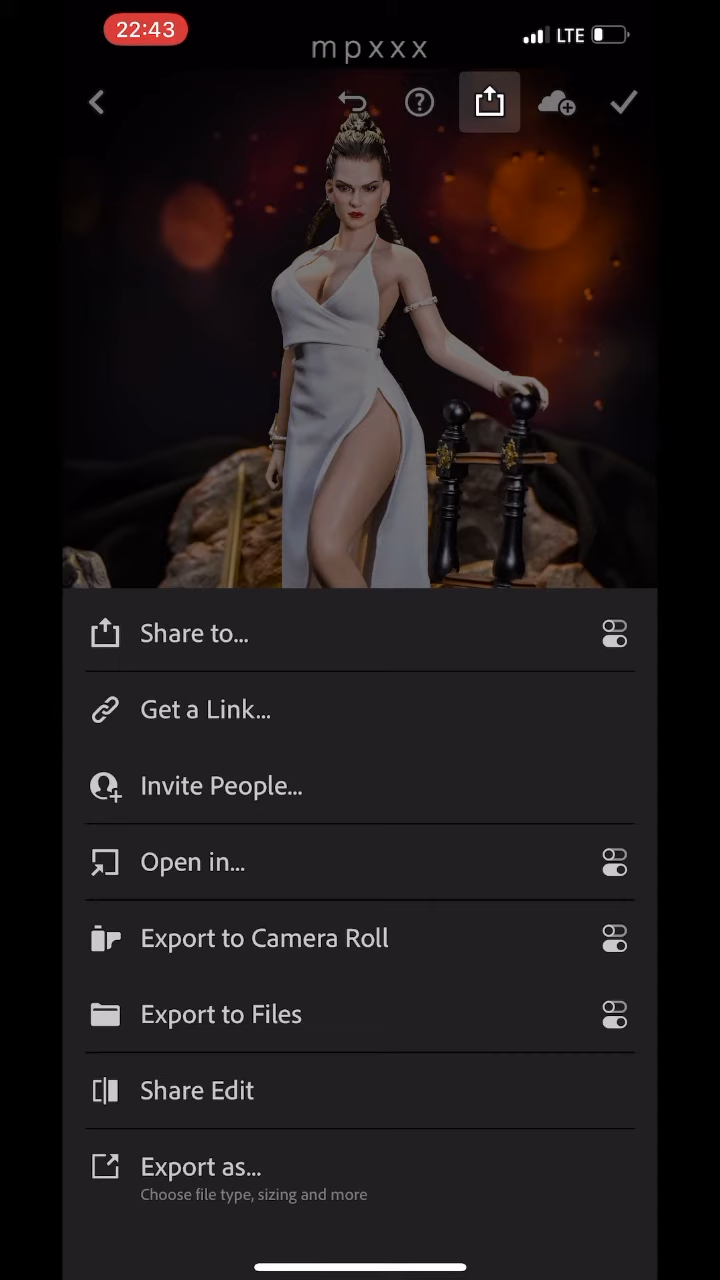 22:43
mpxxx
LTE
Share to...
Get a Link...
Invite People...
Open in...
Export to Camera Roll
Export to Files
Share Edit
Export as...
Choose file type, sizing and more